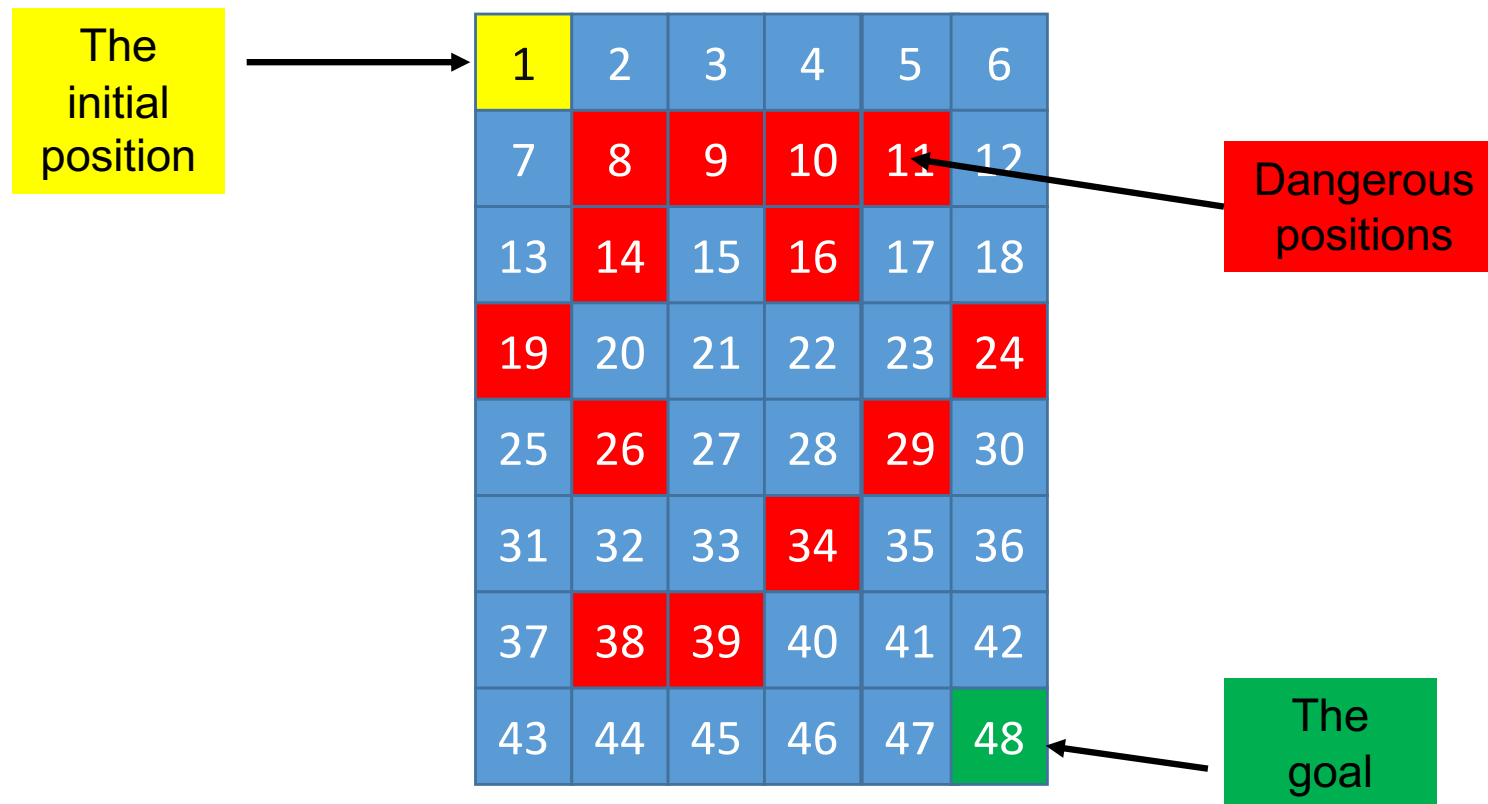 The
initial
position
1 2 3 4 5 6
7 8 9 10 11 12
Dangerous
positions
13 14 15 16 17 18
19 20 21 22 23 24
25 26 27 28 29 30
31 32 33 34 35 36
37 38 39 40 41 42
43 44 45 46 47 48
The
goal